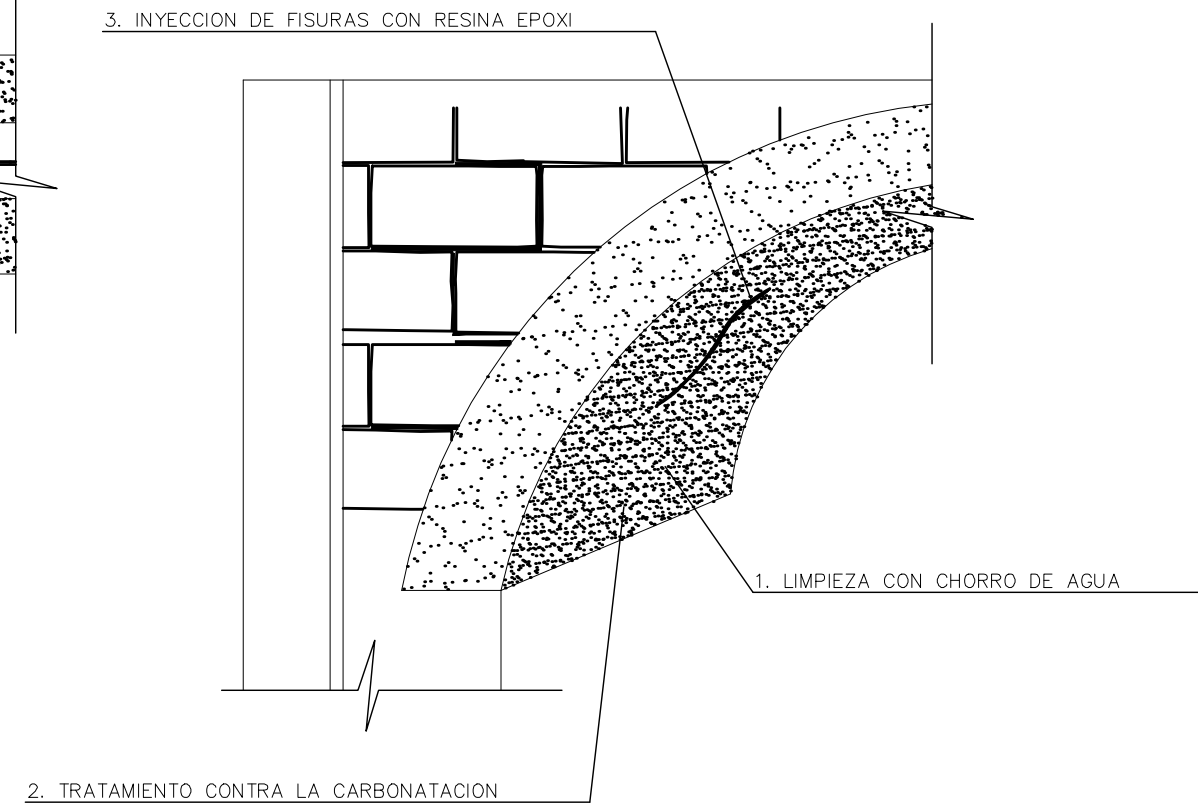 3. INYECCION DE FISURAS CON RESINA EPOXI
1. LIMPIEZA CON CHORRO DE AGUA
2. TRATAMIENTO CONTRA LA CARBONATACION